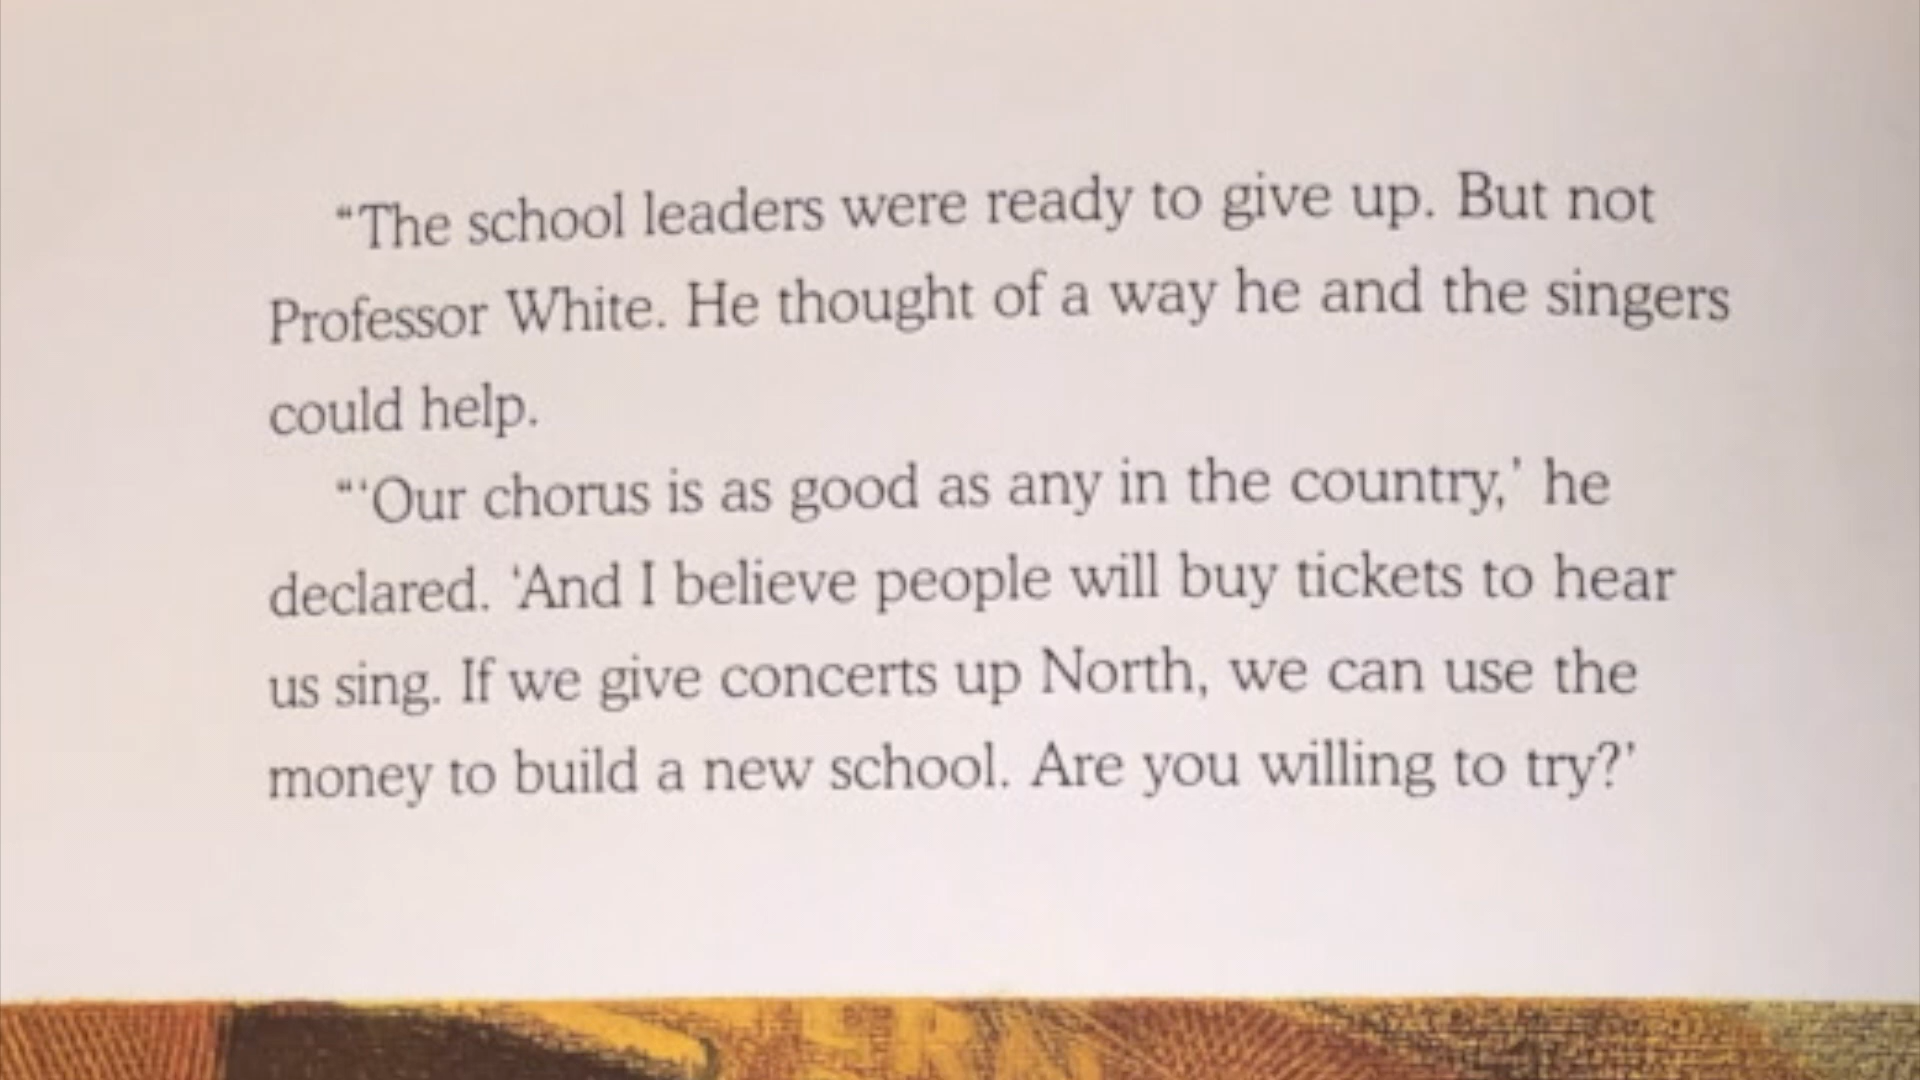 “The school leaders were ready to give up. But not
Professor White. He thought of a way he and the singers
could help.
“‘Our chorus is as good as any in the country,’ he
declared. ‘And I believe people will buy tickets to hear
us sing. If we give concerts up North, we can use the
money to build a new school. Are you willing to try?’